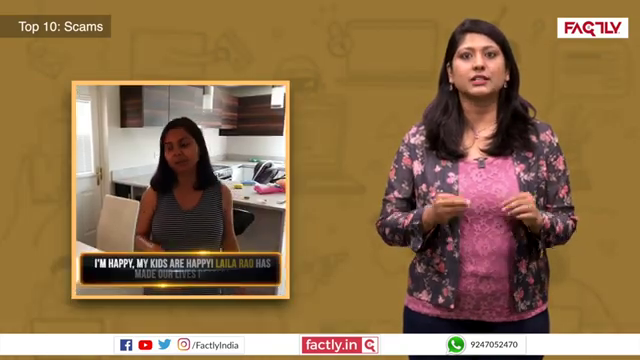 Top 10: Scams
FACTLY
I'M HAPPY, MY KIDS ARE HAPPY! LAILA RAO HAS
MADE OUR LIVES
/FactlyIndia
factly.in
9247052470